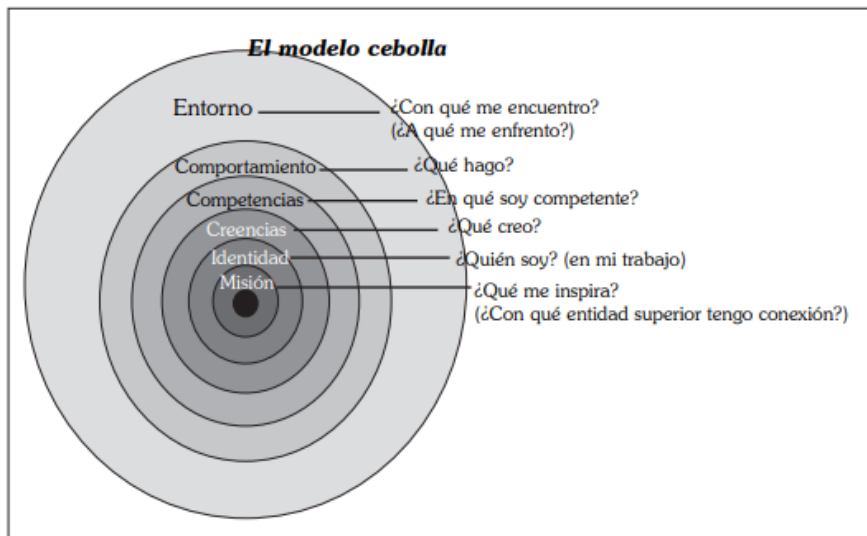 El modelo cebolla
Entorno
¿Con qué me encuentro?
(¿A qué me enfrento?)
Comportamiento
¿Qué hago?
Competencias
¿En qué soy competente?
Creencias
¿Qué creo?
Identidad
¿Quién soy? (en mi trabajo)
Misión
¿Qué me inspira?
(¿Con qué entidad superior tengo conexión?)